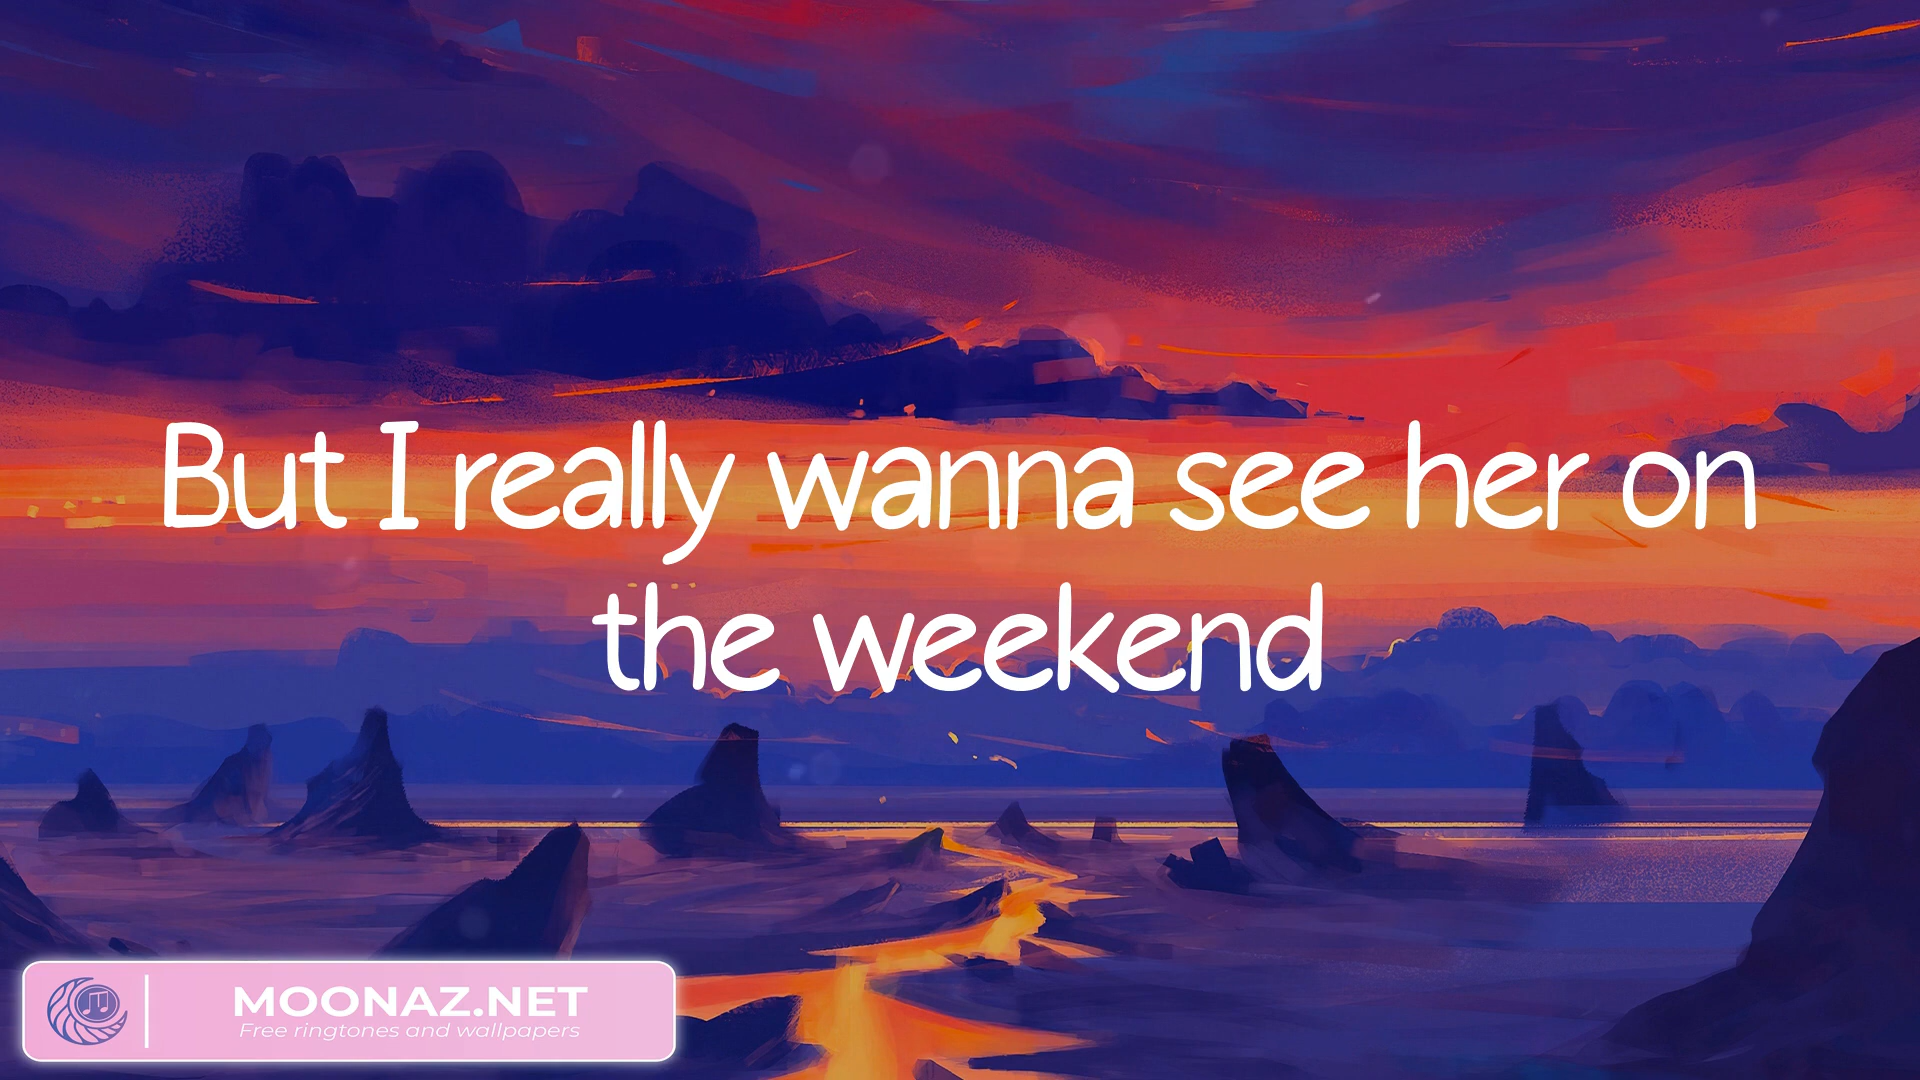 But I really wanna see her on
the weekend
MOONAZ.NET
Free ringtones and wallpapers